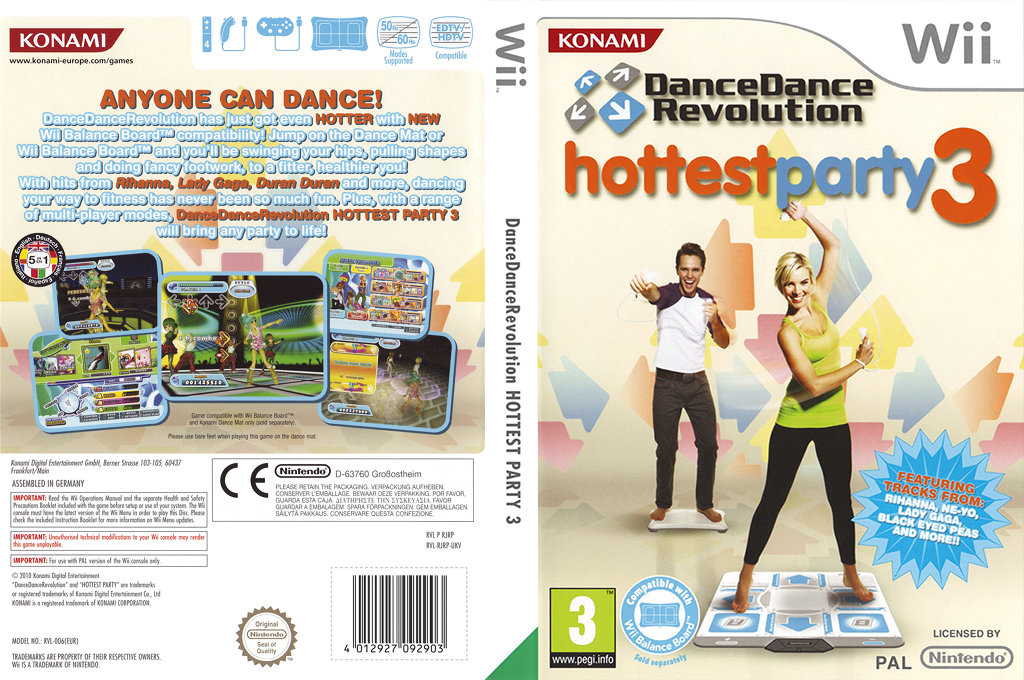 KONAMI
www.konami-europe.com/games
4
50Hz
60Hz
Modes
Supported
EDTV/
HDTV
Compatible
ANYONE CAN DANCE!
DanceDanceRevolution has just got even HOTTER with NEW
Wii Balance Board™ compatibility! Jump on the Dance Mat or
Wii Balance Board™ and you'll be swinging your hips, pulling shapes
and doing fancy footwork, to a fitter, healthier you!
With hits from Rihanna, Lady Gaga, Duran Duran and more, dancing
your way to fitness has never been so much fun. Plus, with a range
of multi-player modes, DanceDanceRevolution HOTTEST PARTY 3
will bring any party to life!
English · Deutsch · Français · Español · Italiano
5 IN 1
Game compatible with Wii Balance Board™
and Konami Dance Mat only (sold separately).
Please use bare feet when playing this game on the dance mat.
Konami Digital Entertainment GmbH, Berner Strasse 103-105, 60437
Frankfurt/Main
ASSEMBLED IN GERMANY
IMPORTANT: Read the Wii Operations Manual and the separate Health and Safety
Precautions Booklet included with the game before setup or use of your system. The Wii
console must have the latest version of the Wii Menu in order to play this Disc. Please
check the included Instruction Booklet for more information on Wii Menu updates.
IMPORTANT: Unauthorised technical modifications to your Wii console may render
this game unplayable.
IMPORTANT: For use with PAL version of the Wii console only.
© 2010 Konami Digital Entertainment
"DanceDanceRevolution" and "HOTTEST PARTY" are trademarks
or registered trademarks of Konami Digital Entertainment Co., Ltd
KONAMI is a registered trademark of KONAMI CORPORATION.
MODEL NO.: RVL-006(EUR)
TRADEMARKS ARE PROPERTY OF THEIR RESPECTIVE OWNERS.
Wii IS A TRADEMARK OF NINTENDO.
CE
Nintendo®
D-63760 Großostheim
PLEASE RETAIN THE PACKAGING. VERPACKUNG AUFHEBEN.
CONSERVER L'EMBALLAGE. BEWAAR DEZE VERPAKKING. POR FAVOR,
GUARDA ESTA CAJA. ΔΙΑΤΗΡΗΣΤΕ ΤΗΝ ΣΥΣΚΕΥΑΣΙΑ. FAVOR
GUARDAR A EMBALAGEM. SPARA FÖRPACKNINGEN. GEM EMBALLAGEN.
SÄILYTÄ PAKKAUS. CONSERVARE QUESTA CONFEZIONE.
RVL P RJRP
RVL-RJRP-UKV
Original
Nintendo®
Seal of
Quality
TM
4 012927 092903
Wii™
DanceDanceRevolution HOTTEST PARTY 3
KONAMI
Wii™
DanceDance
Revolution
hottestparty3
FEATURING
TRACKS FROM:
RIHANNA, NE-YO,
LADY GAGA,
BLACK EYED PEAS
AND MORE!!
3
™
www.pegi.info
Compatible with
Wii Balance Board™
Sold separately
LICENSED BY
PAL
Nintendo®